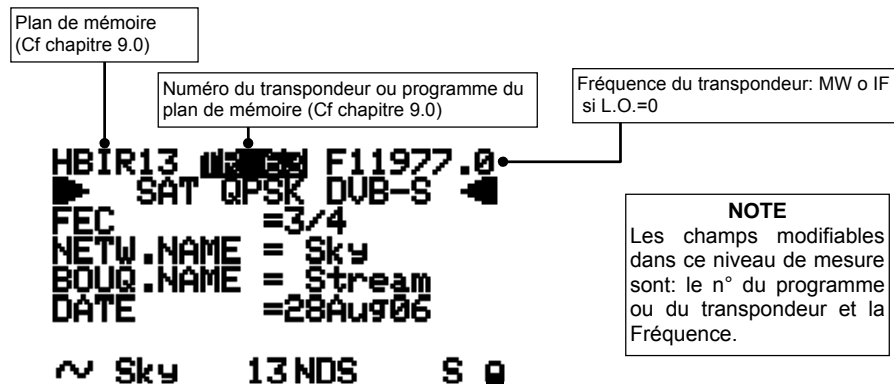 Plan de mémoire
(Cf chapitre 9.0)
Numéro du transpondeur ou programme du
plan de mémoire (Cf chapitre 9.0)
Fréquence du transpondeur: MW o IF
si L.O.=0
HBIR13 F11977.0
SAT QPSK DVB-S
FEC =3/4
NETW.NAME = Sky
BOUQ.NAME = Stream
DATE =28Aug06
~ Sky 13 NDS S
NOTE
Les champs modifiables
dans ce niveau de mesure
sont: le n° du programme
ou du transpondeur et la
Fréquence.